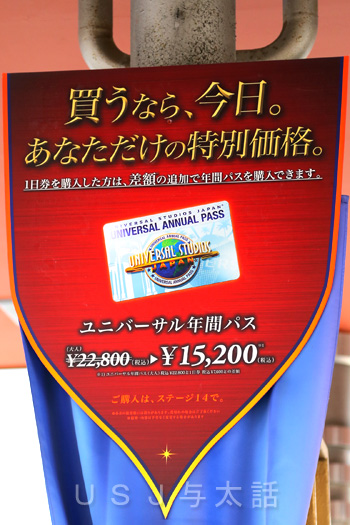 買うなら、今日。
あなただけの特別価格。
1日券を購入した方は、差額の追加で年間パスを購入できます。
UNIVERSAL STUDIOS JAPAN
UNIVERSAL ANNUAL PASS
UNIVERSAL STUDIOS
JAPAN
ユニバーサル年間パス
(大人)
¥22,800(税込)▶¥15,200(税込)
ご購入は、ステージ14で。
USJ与太話